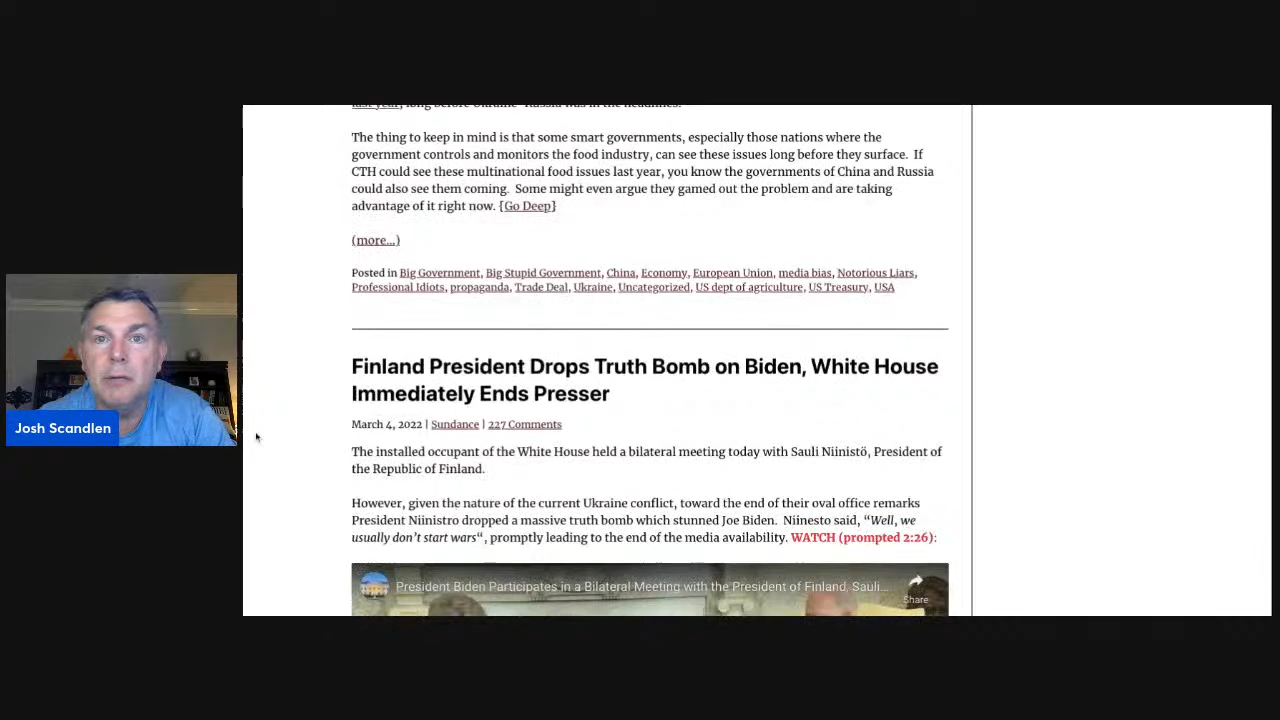 last year, long before Ukraine-Russia was in the headlines.
The thing to keep in mind is that some smart governments, especially those nations where the
government controls and monitors the food industry, can see these issues long before they surface.  If
CTH could see these multinational food issues last year, you know the governments of China and Russia
could also see them coming.  Some might even argue they gamed out the problem and are taking
advantage of it right now. {Go Deep}
(more…)
Posted in Big Government, Big Stupid Government, China, Economy, European Union, media bias, Notorious Liars,
Professional Idiots, propaganda, Trade Deal, Ukraine, Uncategorized, US dept of agriculture, US Treasury, USA
Finland President Drops Truth Bomb on Biden, White House
Immediately Ends Presser
March 4, 2022 | Sundance | 227 Comments
The installed occupant of the White House held a bilateral meeting today with Sauli Niinistö, President of
the Republic of Finland.
However, given the nature of the current Ukraine conflict, toward the end of their oval office remarks
President Niinistro dropped a massive truth bomb which stunned Joe Biden.  Niinesto said, “Well, we
usually don’t start wars“, promptly leading to the end of the media availability. WATCH (prompted 2:26):
President Biden Participates in a Bilateral Meeting with the President of Finland, Sauli...
Share
Josh Scandlen